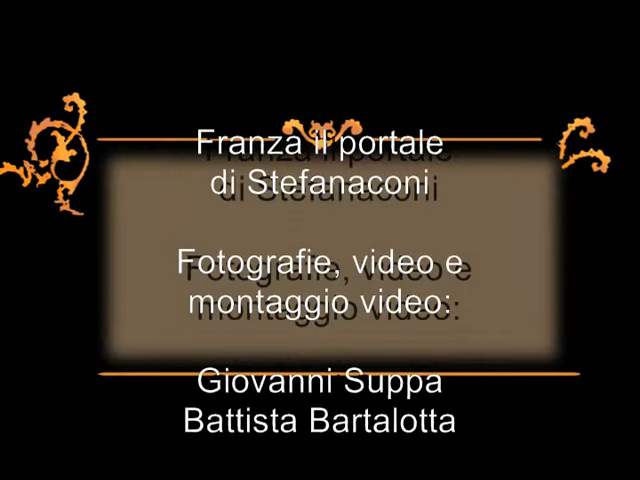 Franza il portale
di Stefanaconi
Fotografie, video e
montaggio video:
Giovanni Suppa
Battista Bartalotta